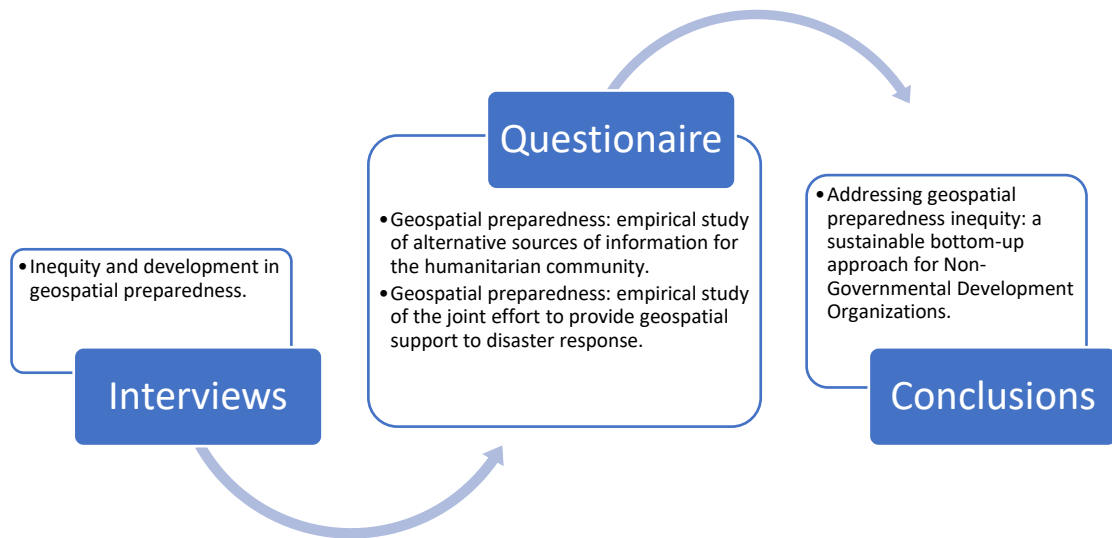 •Inequity and development in
geospatial preparedness.
Interviews
Questionaire
•Geospatial preparedness: empirical study
of alternative sources of information for
the humanitarian community.
•Geospatial preparedness: empirical study
of the joint effort to provide geospatial
support to disaster response.
•Addressing geospatial
preparedness inequity: a
sustainable bottom-up
approach for Non-
Governmental Development
Organizations.
Conclusions